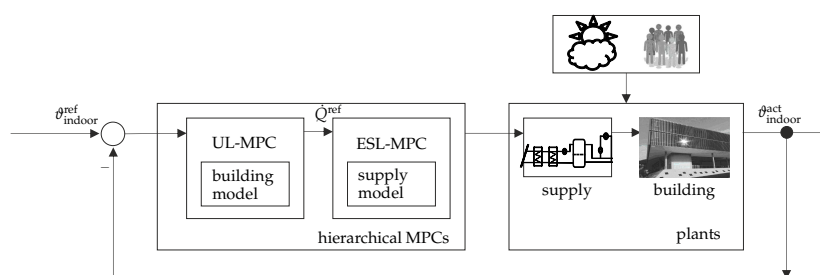 ϑ^ref_indoor
Q̇^ref
ϑ^act_indoor
UL-MPC
ESL-MPC
building
model
supply
model
supply
building
hierarchical MPCs
plants
−